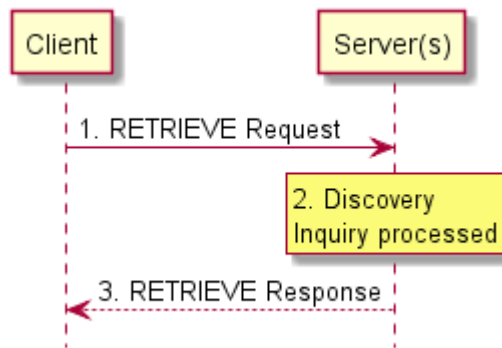 Client
Server(s)
1. RETRIEVE Request
2. Discovery
Inquiry processed
3. RETRIEVE Response